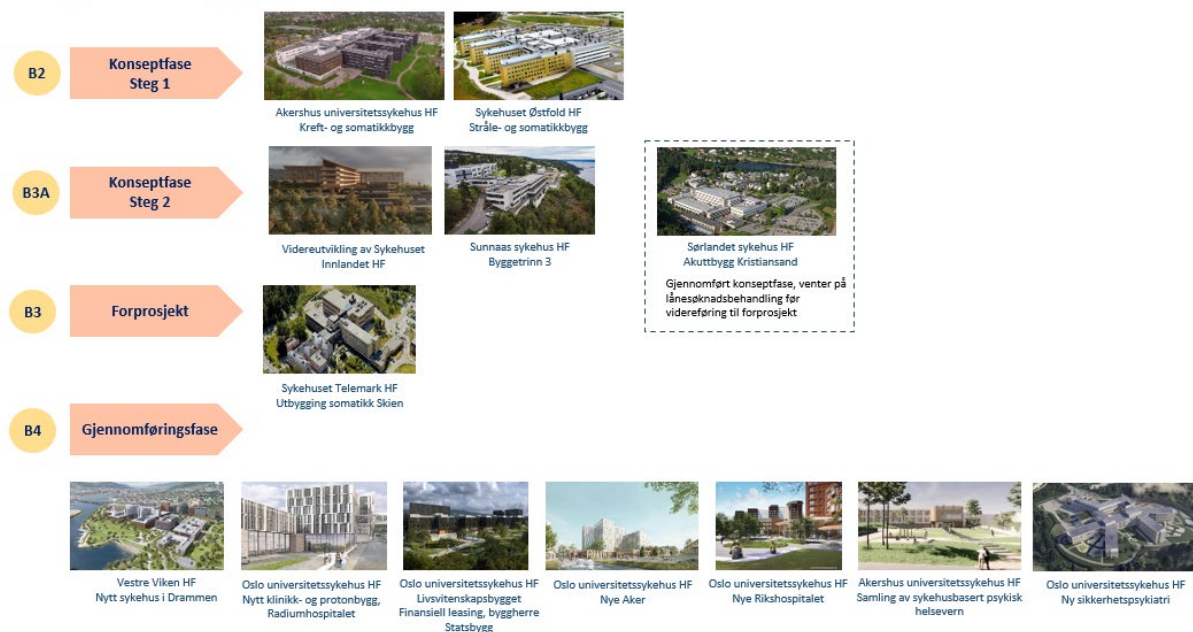 B2
Konseptfase
Steg 1
Akershus universitetssykehus HF
Kreft- og somatikkbygg
Sykehuset Østfold HF
Stråle- og somatikkbygg
B3A
Konseptfase
Steg 2
Videreutvikling av Sykehuset
Innlandet HF
Sunnaas sykehus HF
Byggetrinn 3
Sørlandet sykehus HF
Akuttbygg Kristiansand
Gjennomført konseptfase, venter på
lånesøknadsbehandling før
videreføring til forprosjekt
B3
Forprosjekt
Sykehuset Telemark HF
Utbygging somatikk Skien
B4
Gjennomføringsfase
Vestre Viken HF
Nytt sykehus i Drammen
Oslo universitetssykehus HF
Nytt klinikk- og protonbygg,
Radiumhospitalet
Oslo universitetssykehus HF
Livsvitenskapsbygget
Finansiell leasing, byggherre
Statsbygg
Oslo universitetssykehus HF
Nye Aker
Oslo universitetssykehus HF
Nye Rikshospitalet
Akershus universitetssykehus HF
Samling av sykehusbasert psykisk
helsevern
Oslo universitetssykehus HF
Ny sikkerhetspsykiatri